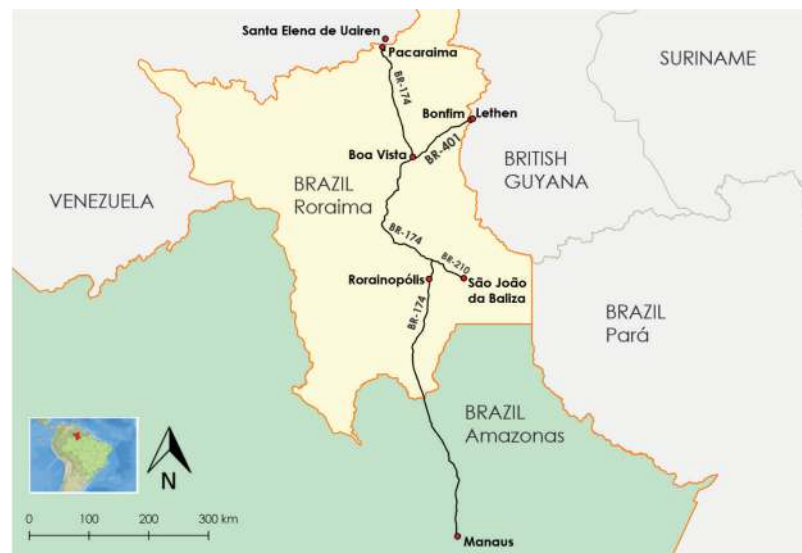 Santa Elena de Uairen
Pacaraima
SURINAME
BR-174
Bonfim
Lethen
Boa Vista
BR-401
BRITISH
GUYANA
BRAZIL
Roraima
VENEZUELA
BR-174
BR-210
Rorainopólis
São João
da Baliza
BR-174
BRAZIL
Pará
BRAZIL
Amazonas
N
0 100 200 300 km
Manaus